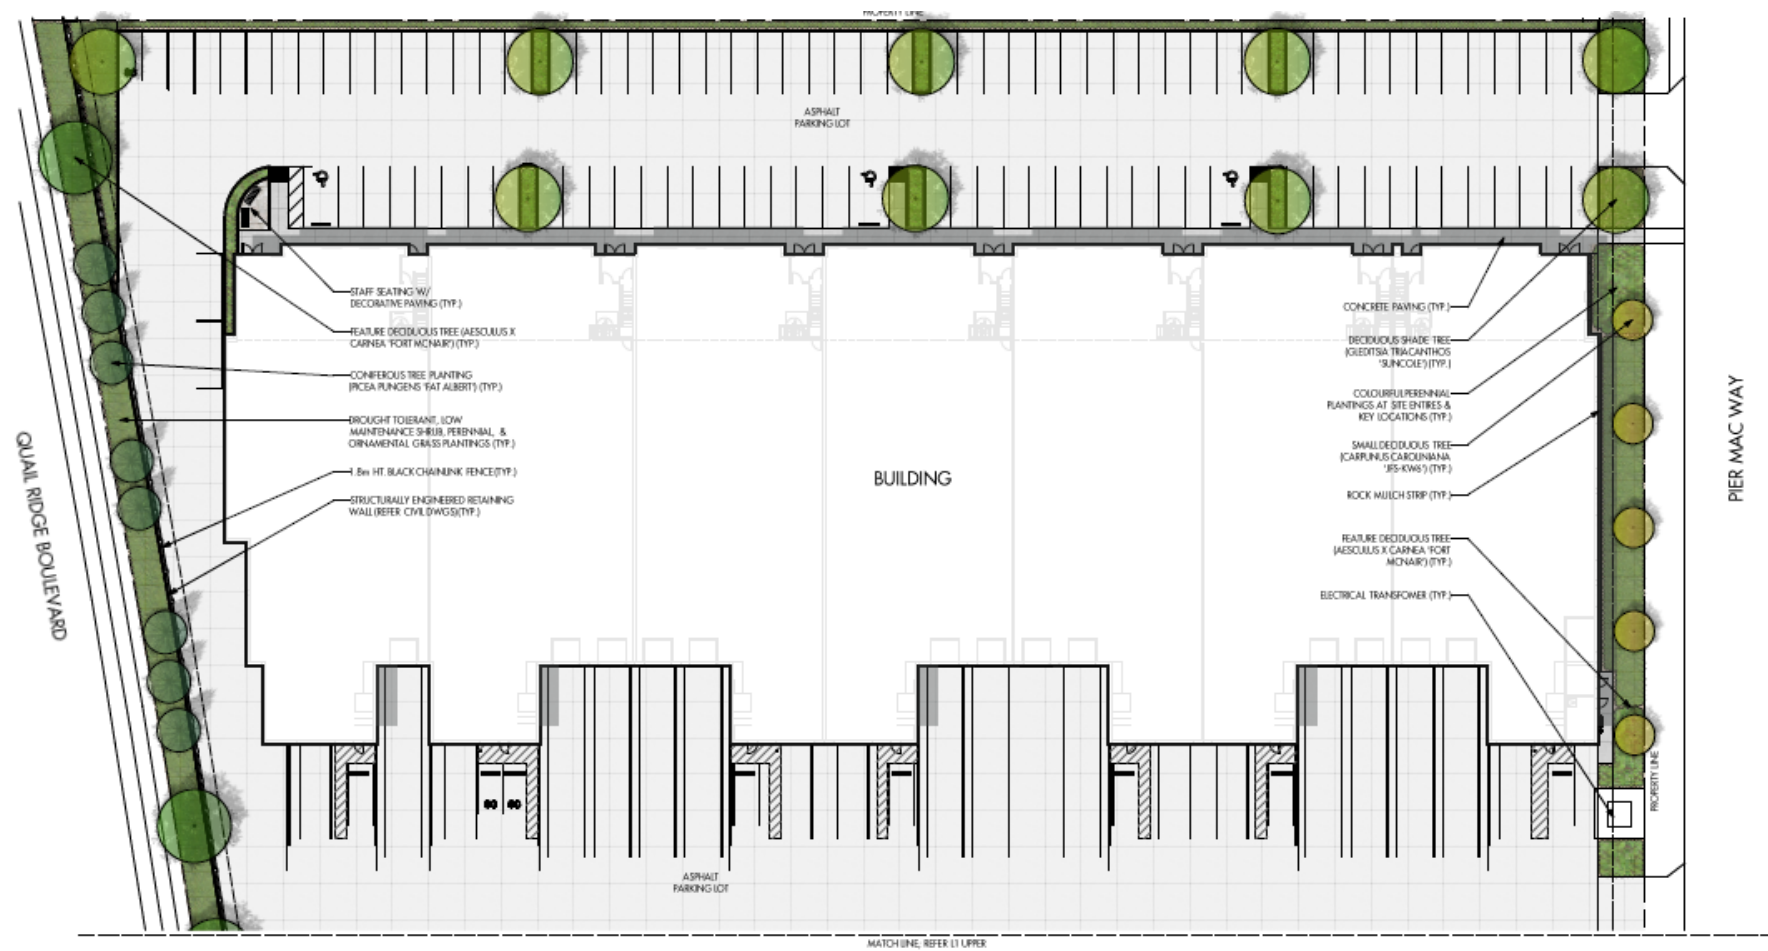 PROPERTY LINE
ASPHALT
PARKING LOT
STAFF SEATING W/
DECORATIVE PAVING (TYP.)
FEATURE DECIDUOUS TREE (AESCULUS X
CARNEA 'FORT MCNAIR') (TYP.)
CONIFEROUS TREE PLANTING
(PICEA PUNGENS 'FAT ALBERT') (TYP.)
DROUGHT TOLERANT, LOW
MAINTENANCE SHRUB, PERENNIAL, &
ORNAMENTAL GRASS PLANTINGS (TYP.)
1.8m HT. BLACK CHAINLINK FENCE(TYP.)
STRUCTURALLY ENGINEERED RETAINING
WALL (REFER CIVIL DWGS)(TYP.)
QUAIL RIDGE BOULEVARD
BUILDING
CONCRETE PAVING (TYP.)
DECIDUOUS SHADE TREE
(GLEDITSIA TRIACANTHOS
'SUNCOLE') (TYP.)
COLOURFUL PERENNIAL
PLANTINGS AT SITE ENTIRES &
KEY LOCATIONS (TYP.)
SMALL DECIDUOUS TREE
(CARPUNUS CAROLINIANA
'JFS-KW6') (TYP.)
ROCK MULCH STRIP (TYP.)
FEATURE DECIDUOUS TREE
(AESCULUS X CARNEA 'FORT
MCNAIR') (TYP.)
ELECTRICAL TRANSFOMER (TYP.)
PIER MAC WAY
PROPERTY LINE
ASPHALT
PARKING LOT
MATCH LINE; REFER L1 UPPER